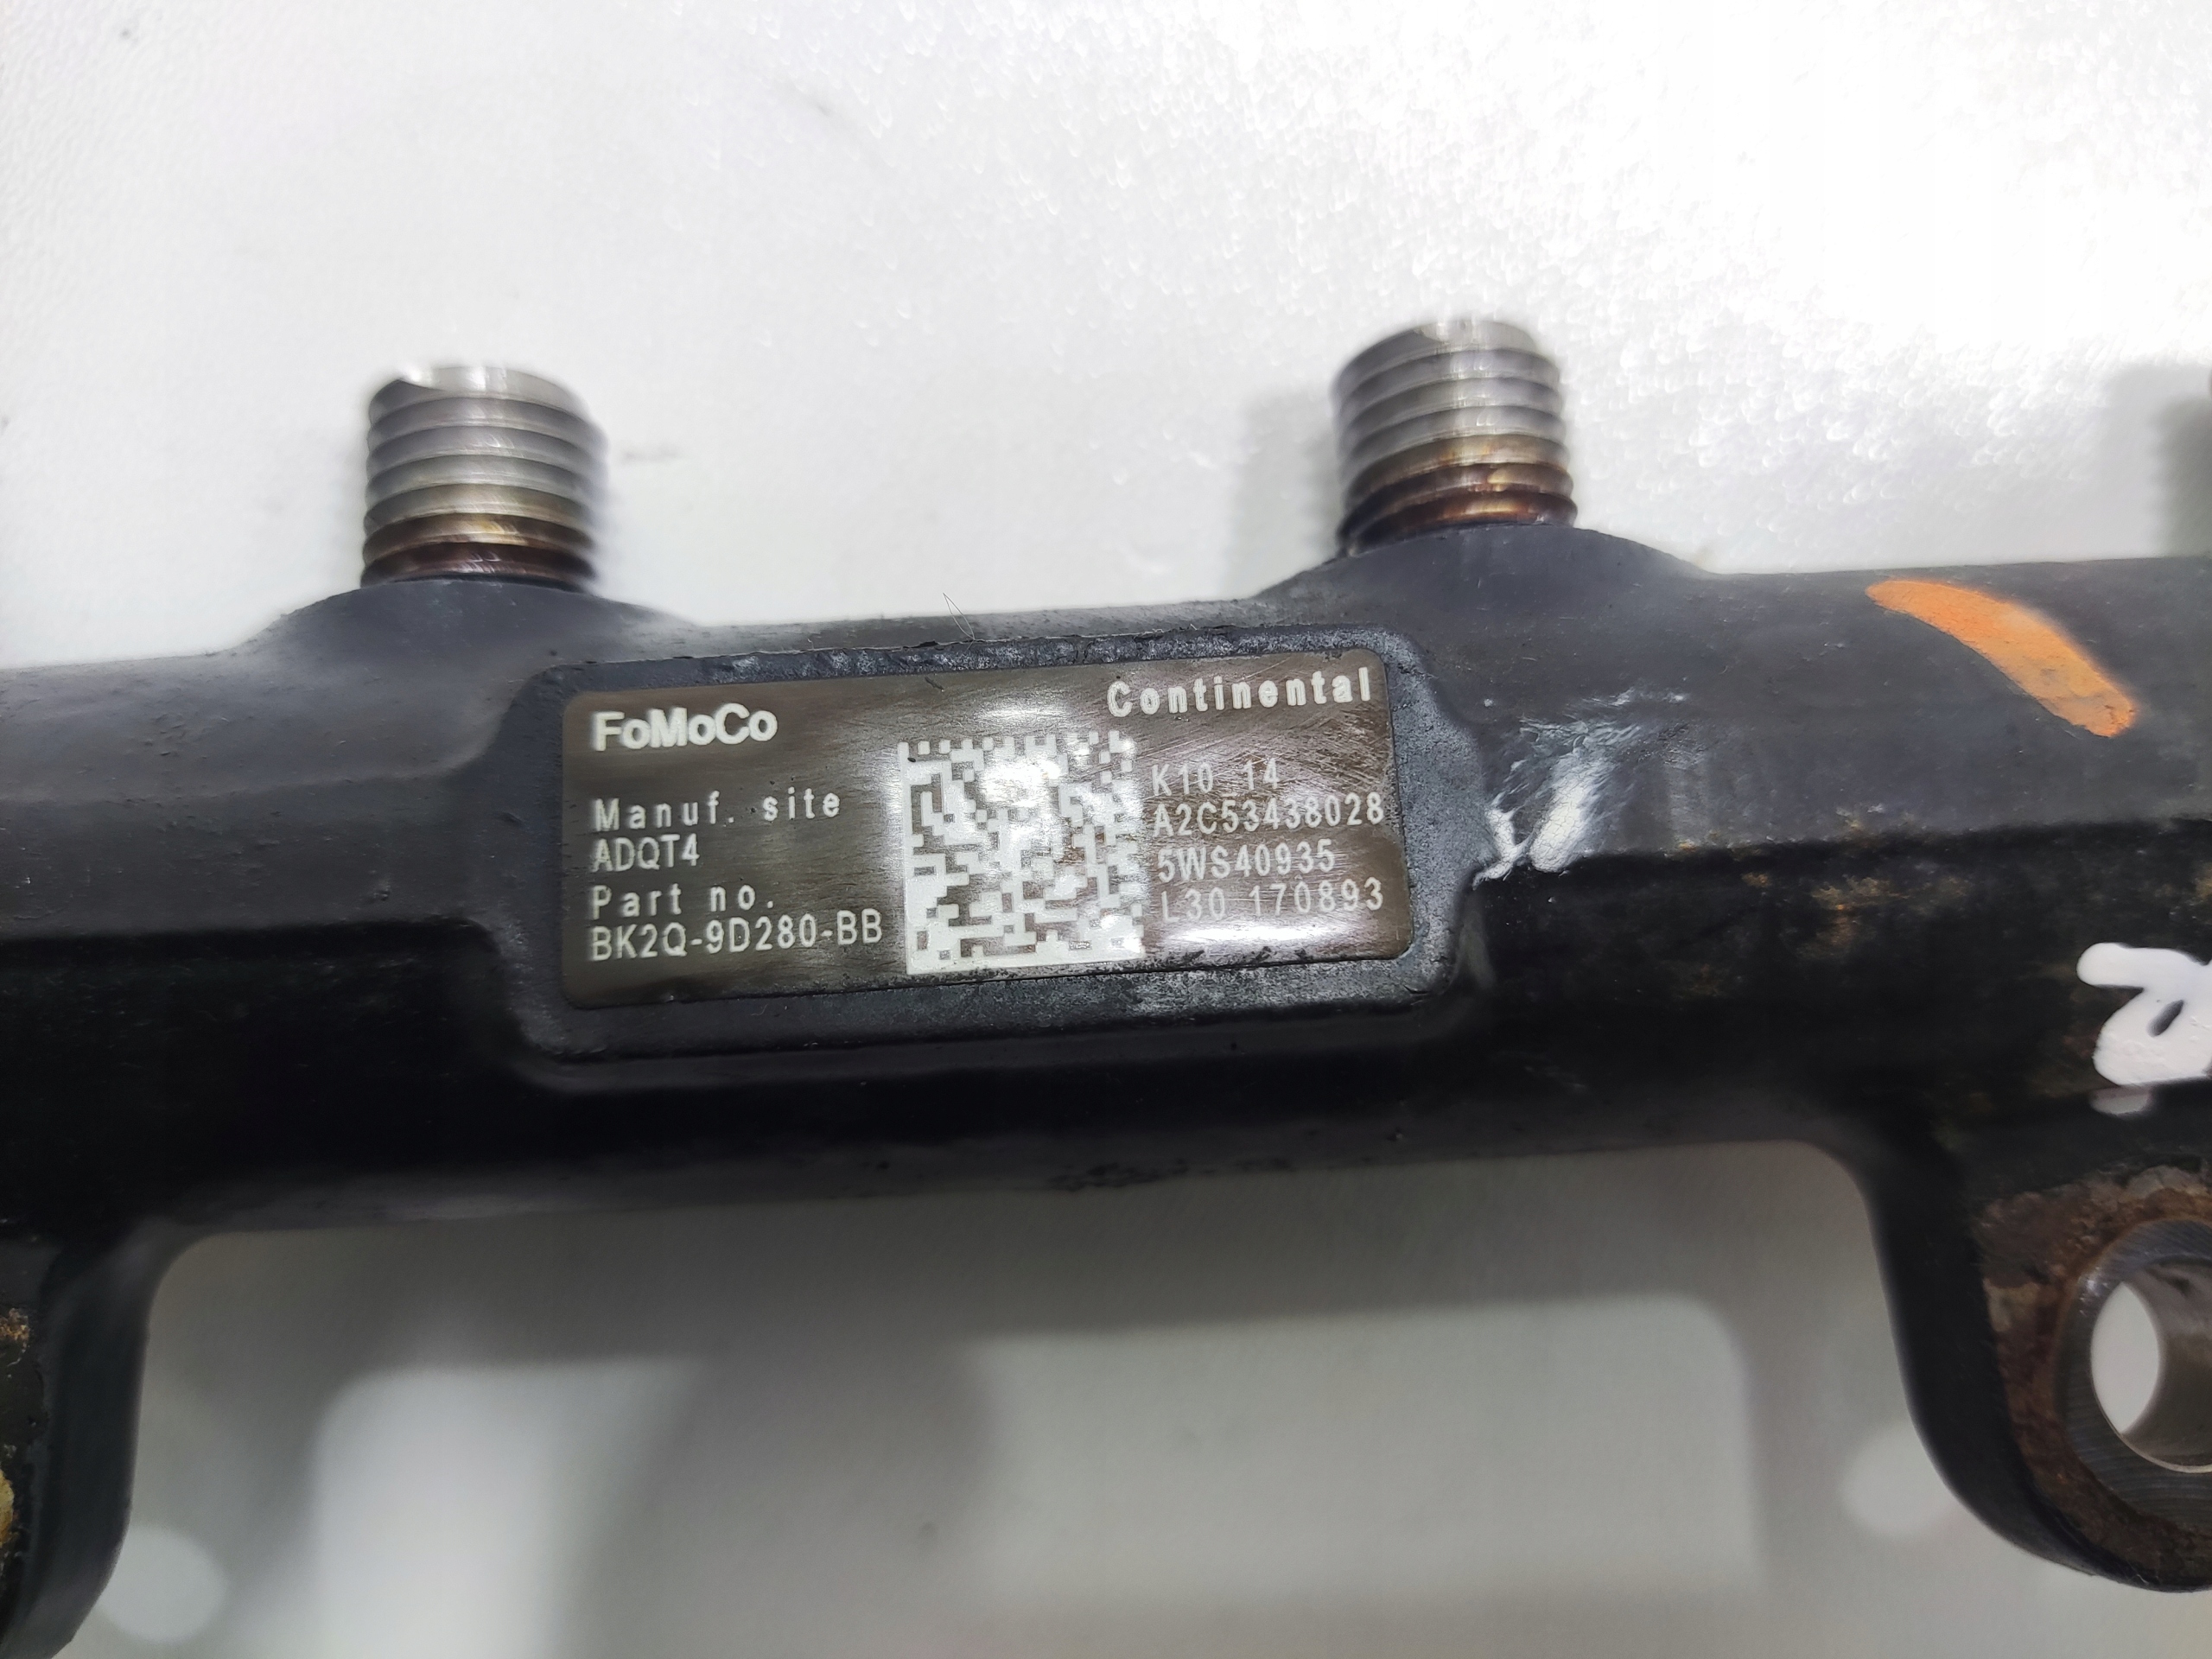 FoMoCo
Continental
Manuf. site
ADQT4
Part no.
BK2Q-9D280-BB
K10 14
A2C53438028
5WS40935
L30 170893